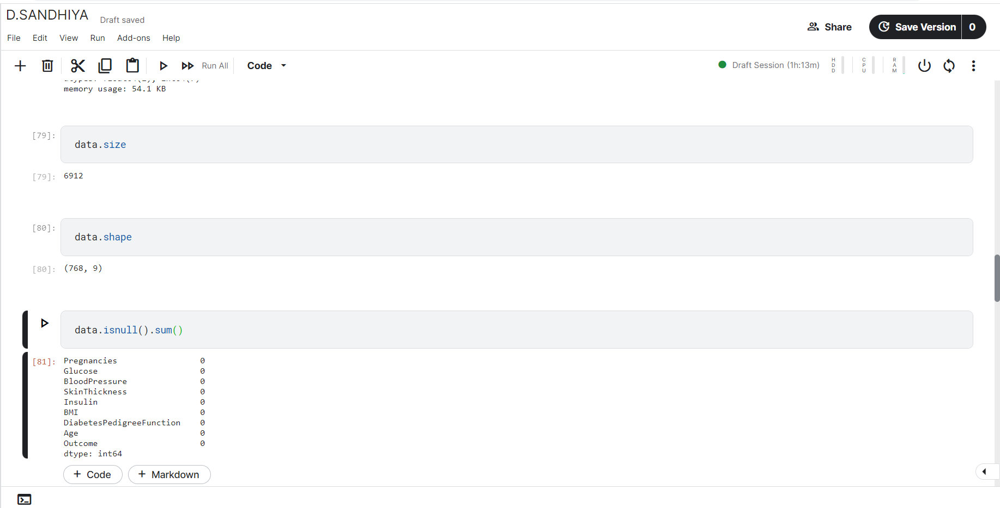 D.SANDHIYA Draft saved
File Edit View Run Add-ons Help
Share
Save Version 0
Run All Code
Draft Session (1h:13m) HDD CPU RAM
memory usage: 54.1 KB
[79]: data.size
[79]: 6912
[80]: data.shape
[80]: (768, 9)
data.isnull().sum()
[81]: Pregnancies 0
Glucose 0
BloodPressure 0
SkinThickness 0
Insulin 0
BMI 0
DiabetesPedigreeFunction 0
Age 0
Outcome 0
dtype: int64
+ Code + Markdown